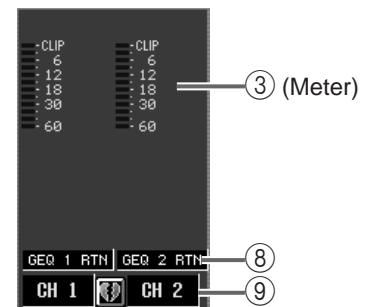 -CLIP -CLIP
- 6 - 6
- 12 - 12
- 18 - 18
- 30 - 30
- 60 - 60
③ (Meter)
GEQ 1 RTN GEQ 2 RTN
⑧
CH 1 CH 2
⑨